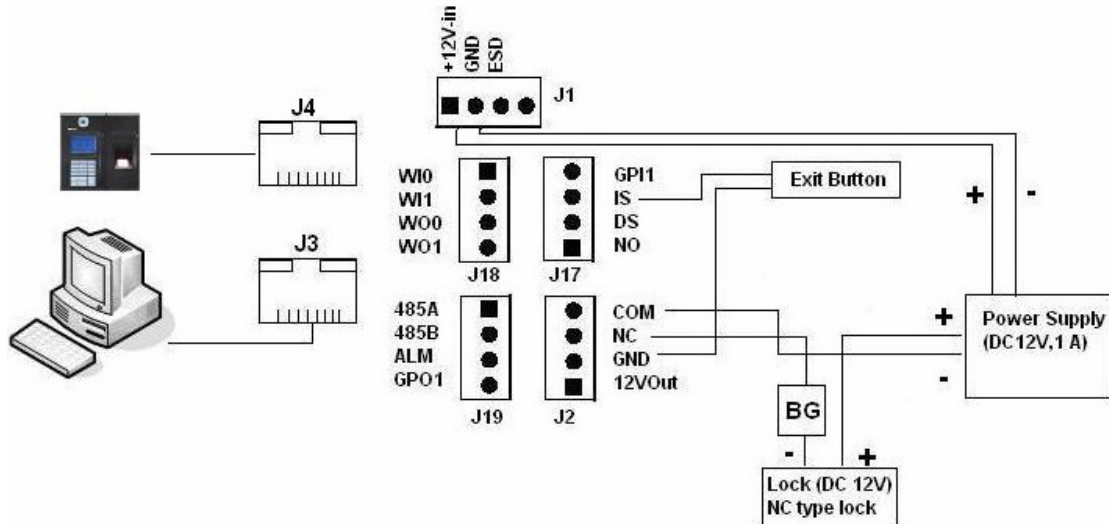 +12V-in
GND
ESD
J1
J4
J3
WI0
WI1
WO0
WO1
J18
GPI1
IS
DS
NO
J17
Exit Button
+
-
485A
485B
ALM
GPO1
J19
COM
NC
GND
12VOut
J2
+
-
Power Supply
(DC12V,1 A)
BG
-
+
Lock (DC 12V)
NC type lock